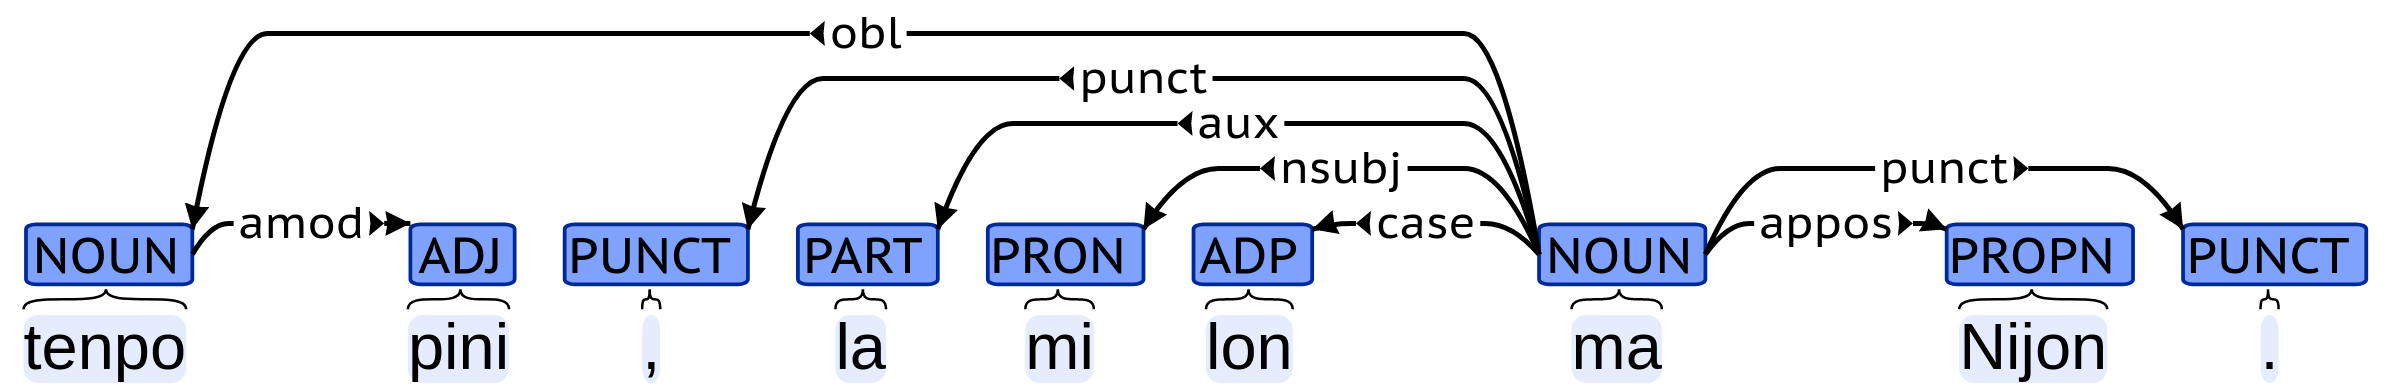 obl
punct
aux
nsubj punct
amod case appos
NOUN ADJ PUNCT PART PRON ADP NOUN PROPN PUNCT
tenpo pini , la mi lon ma Nijon .